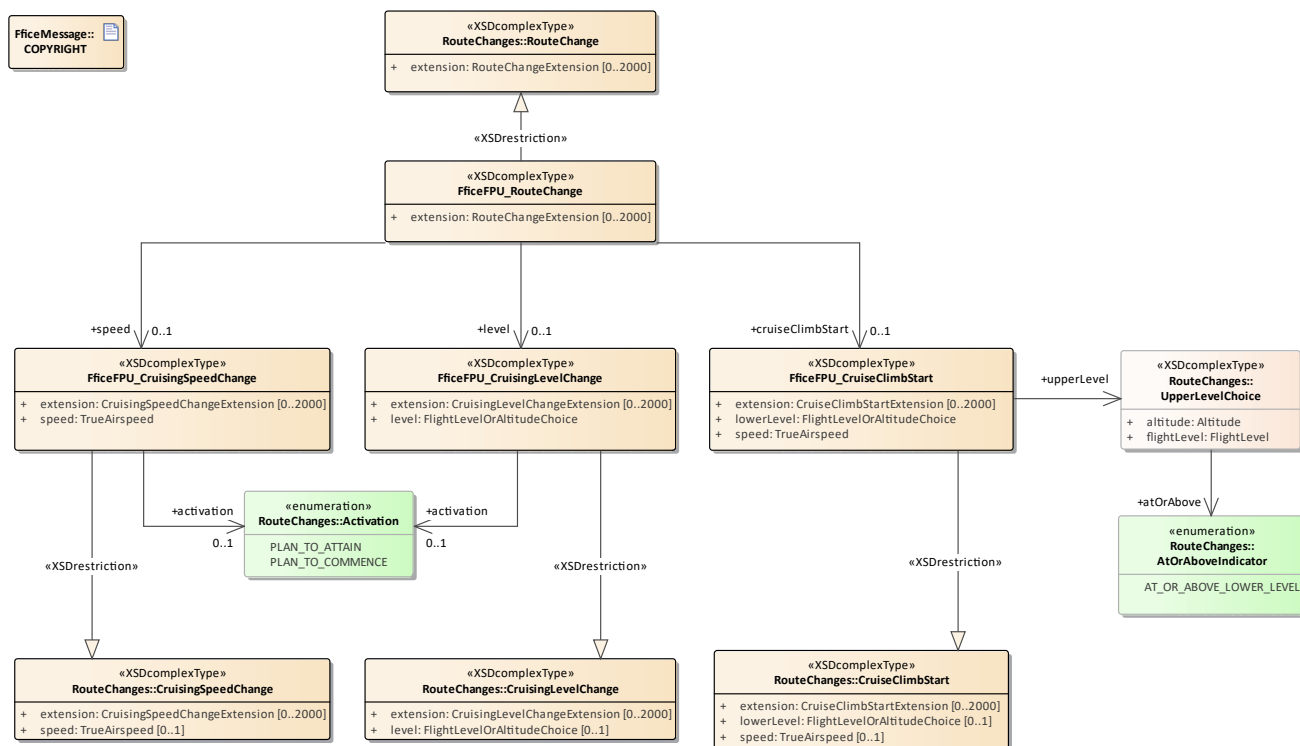 FficeMessage::
COPYRIGHT
«XSDcomplexType»
RouteChanges::RouteChange
+ extension: RouteChangeExtension [0..2000]
«XSDrestriction»
«XSDcomplexType»
FficeFPU_RouteChange
+ extension: RouteChangeExtension [0..2000]
+speed 0..1
+level 0..1
+cruiseClimbStart 0..1
«XSDcomplexType»
FficeFPU_CruisingSpeedChange
+ extension: CruisingSpeedChangeExtension [0..2000]
+ speed: TrueAirspeed
«XSDcomplexType»
FficeFPU_CruisingLevelChange
+ extension: CruisingLevelChangeExtension [0..2000]
+ level: FlightLevelOrAltitudeChoice
«XSDcomplexType»
FficeFPU_CruiseClimbStart
+ extension: CruiseClimbStartExtension [0..2000]
+ lowerLevel: FlightLevelOrAltitudeChoice
+ speed: TrueAirspeed
+upperLevel
«XSDcomplexType»
RouteChanges::
UpperLevelChoice
+ altitude: Altitude
+ flightLevel: FlightLevel
+activation
0..1
«enumeration»
RouteChanges::Activation
PLAN_TO_ATTAIN
PLAN_TO_COMMENCE
+activation
0..1
+atOrAbove
«enumeration»
RouteChanges::
AtOrAboveIndicator
AT_OR_ABOVE_LOWER_LEVEL
«XSDrestriction»
«XSDrestriction»
«XSDrestriction»
«XSDcomplexType»
RouteChanges::CruisingSpeedChange
+ extension: CruisingSpeedChangeExtension [0..2000]
+ speed: TrueAirspeed [0..1]
«XSDcomplexType»
RouteChanges::CruisingLevelChange
+ extension: CruisingLevelChangeExtension [0..2000]
+ level: FlightLevelOrAltitudeChoice [0..1]
«XSDcomplexType»
RouteChanges::CruiseClimbStart
+ extension: CruiseClimbStartExtension [0..2000]
+ lowerLevel: FlightLevelOrAltitudeChoice [0..1]
+ speed: TrueAirspeed [0..1]